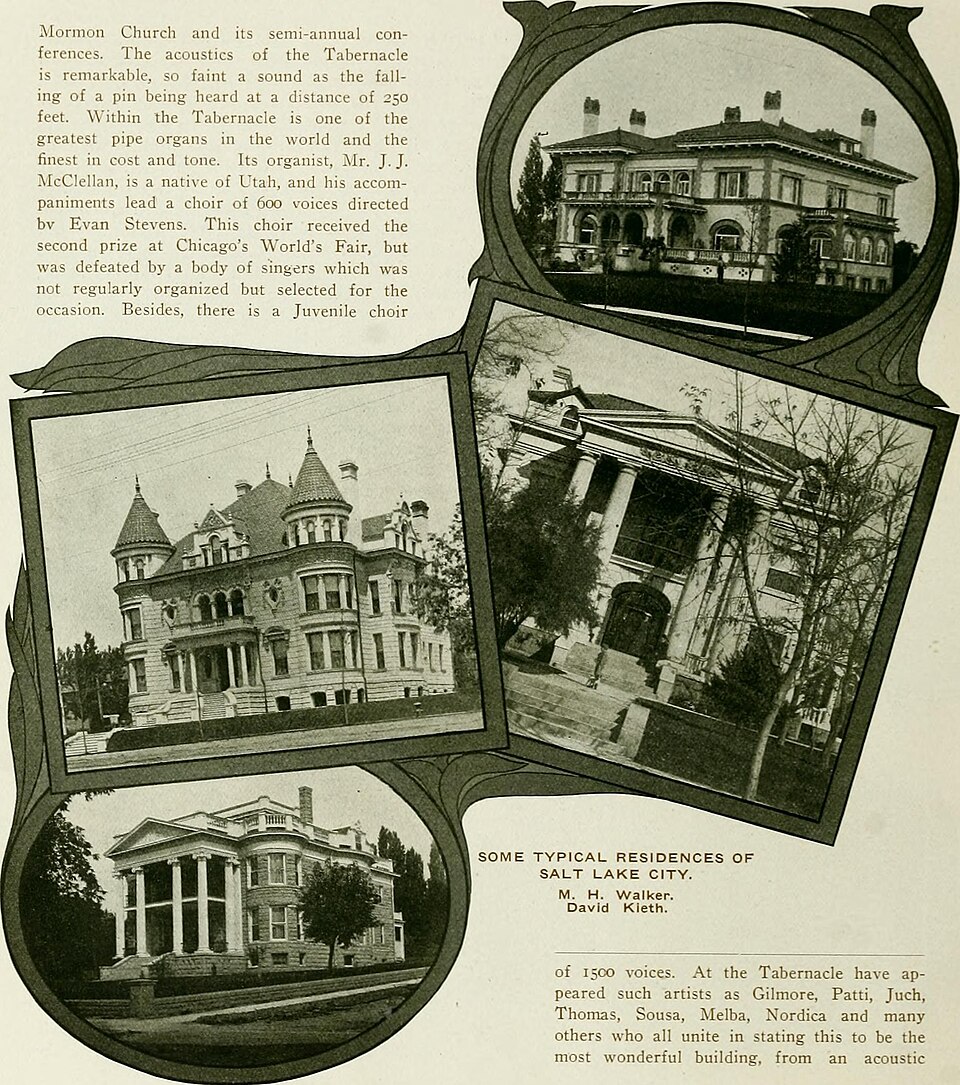 Mormon Church and its semi-annual con-
ferences. The acoustics of the Tabernacle
is remarkable, so faint a sound as the fall-
ing of a pin being heard at a distance of 250
feet. Within the Tabernacle is one of the
greatest pipe organs in the world and the
finest in cost and tone. Its organist, Mr. J. J.
McClellan, is a native of Utah, and his accom-
paniments lead a choir of 600 voices directed
bv Evan Stevens. This choir received the
second prize at Chicago's World's Fair, but
was defeated by a body of singers which was
not regularly organized but selected for the
occasion. Besides, there is a Juvenile choir
SOME TYPICAL RESIDENCES OF
SALT LAKE CITY.
M. H. Walker.
David Kieth.
of 1500 voices. At the Tabernacle have ap-
peared such artists as Gilmore, Patti, Juch,
Thomas, Sousa, Melba, Nordica and many
others who all unite in stating this to be the
most wonderful building, from an acoustic